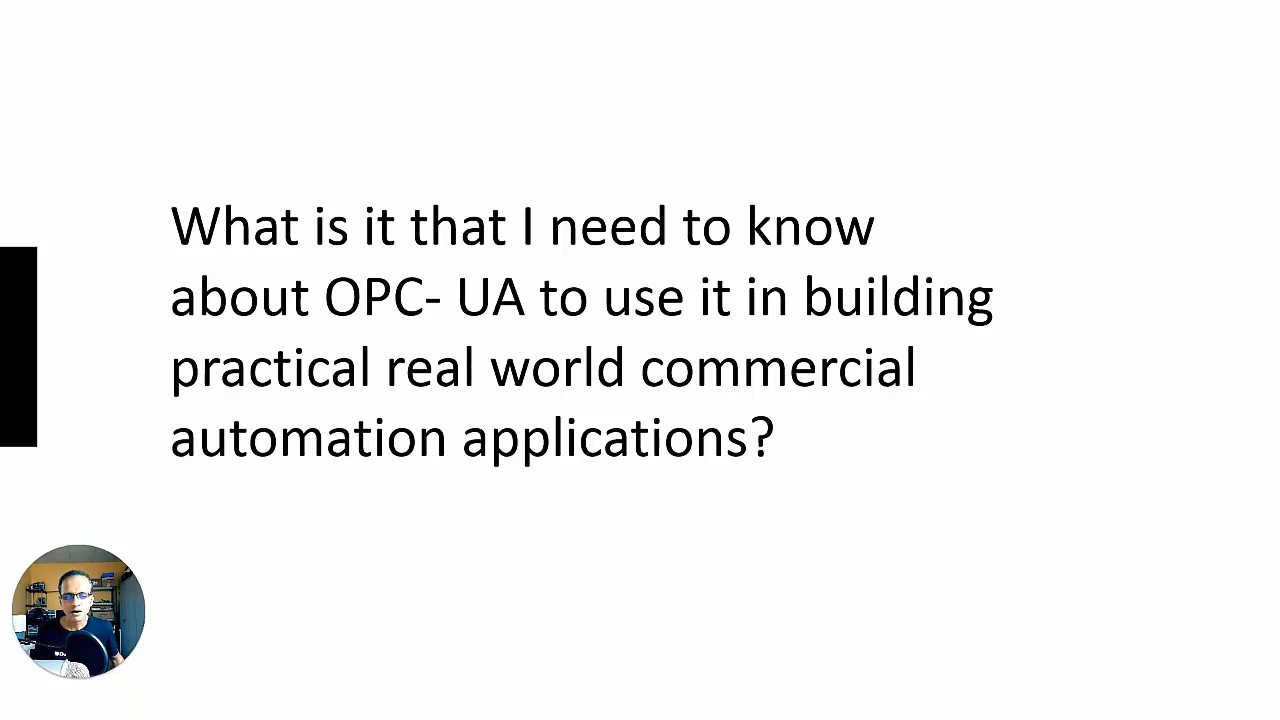 What is it that I need to know
about OPC- UA to use it in building
practical real world commercial
automation applications?